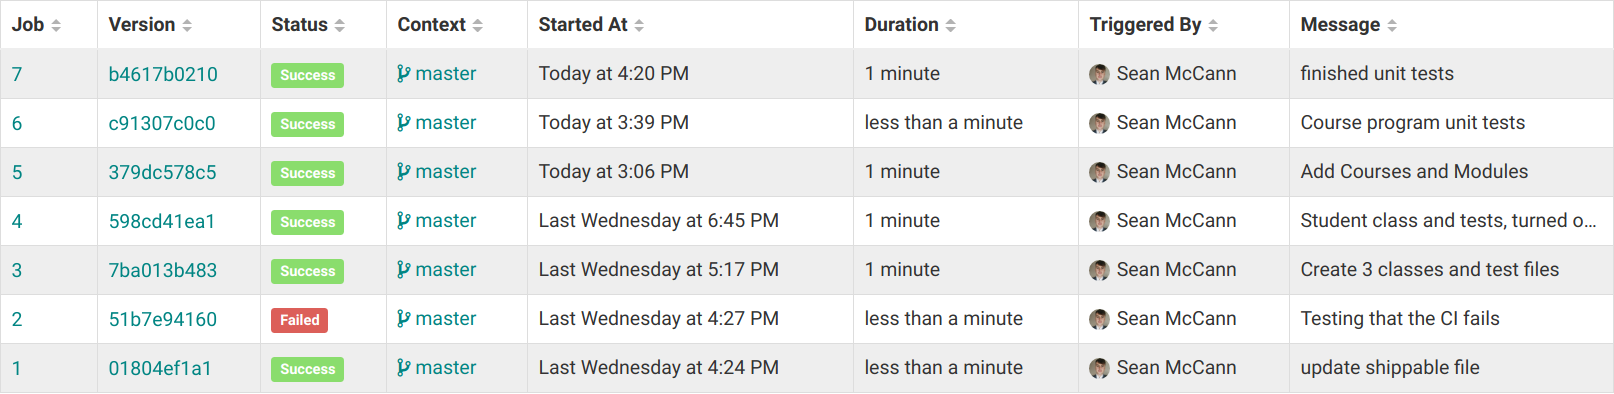 Job Version Status Context Started At Duration Triggered By Message
7 b4617b0210 Success master Today at 4:20 PM 1 minute Sean McCann finished unit tests
6 c91307c0c0 Success master Today at 3:39 PM less than a minute Sean McCann Course program unit tests
5 379dc578c5 Success master Today at 3:06 PM 1 minute Sean McCann Add Courses and Modules
4 598cd41ea1 Success master Last Wednesday at 6:45 PM 1 minute Sean McCann Student class and tests, turned o...
3 7ba013b483 Success master Last Wednesday at 5:17 PM 1 minute Sean McCann Create 3 classes and test files
2 51b7e94160 Failed master Last Wednesday at 4:27 PM less than a minute Sean McCann Testing that the CI fails
1 01804ef1a1 Success master Last Wednesday at 4:24 PM less than a minute Sean McCann update shippable file